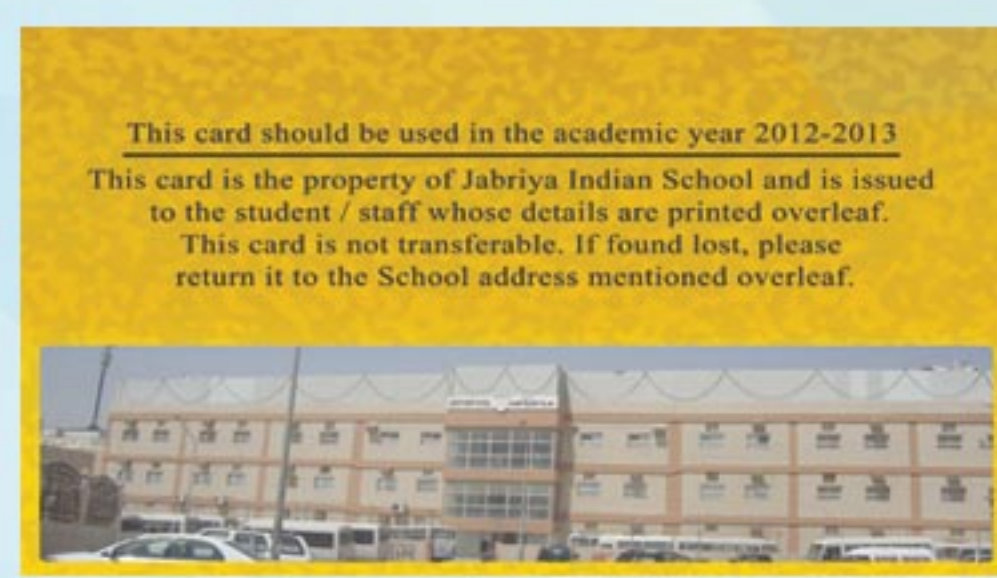 This card should be used in the academic year 2012-2013
This card is the property of Jabriya Indian School and is issued
to the student / staff whose details are printed overleaf.
This card is not transferable. If found lost, please
return it to the School address mentioned overleaf.